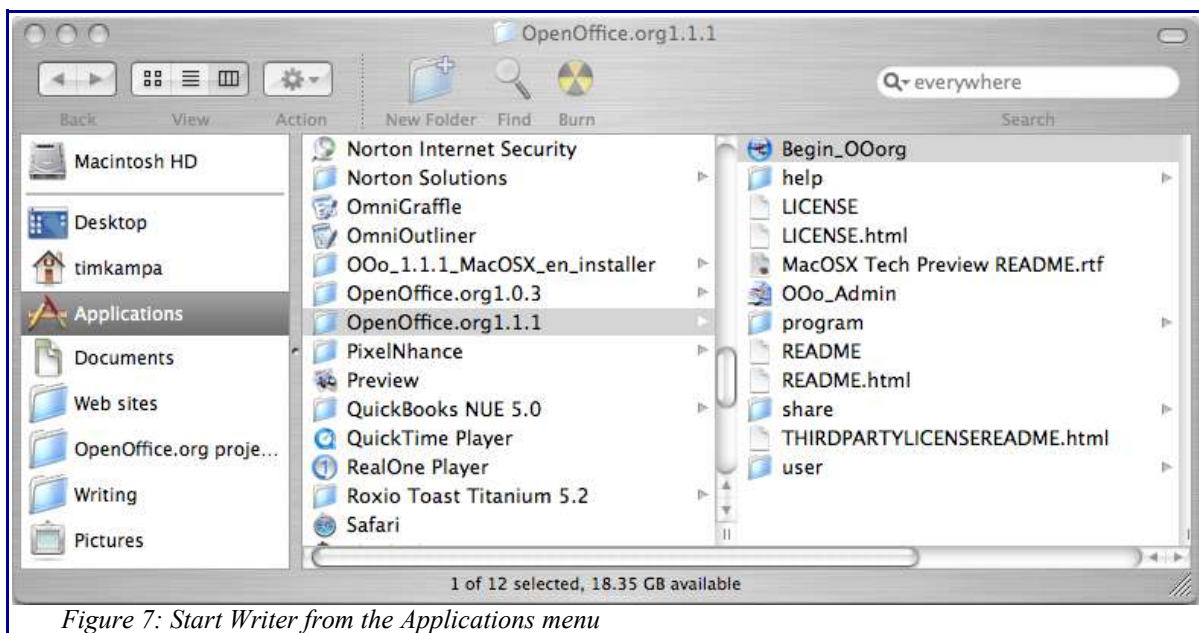 OpenOffice.org1.1.1
everywhere
Back View Action New Folder Find Burn Search
Macintosh HD
Desktop
timkampa
Applications
Documents
Web sites
OpenOffice.org proje...
Writing
Pictures
Norton Internet Security
Norton Solutions
OmniGraffle
OmniOutliner
OOo_1.1.1_MacOSX_en_installer
OpenOffice.org1.0.3
OpenOffice.org1.1.1
PixelNhance
Preview
QuickBooks NUE 5.0
QuickTime Player
RealOne Player
Roxio Toast Titanium 5.2
Safari
Begin_OOorg
help
LICENSE
LICENSE.html
MacOSX Tech Preview README.rtf
OOo_Admin
program
README
README.html
share
THIRDPARTYLICENSEREADME.html
user
1 of 12 selected, 18.35 GB available
Figure 7: Start Writer from the Applications menu